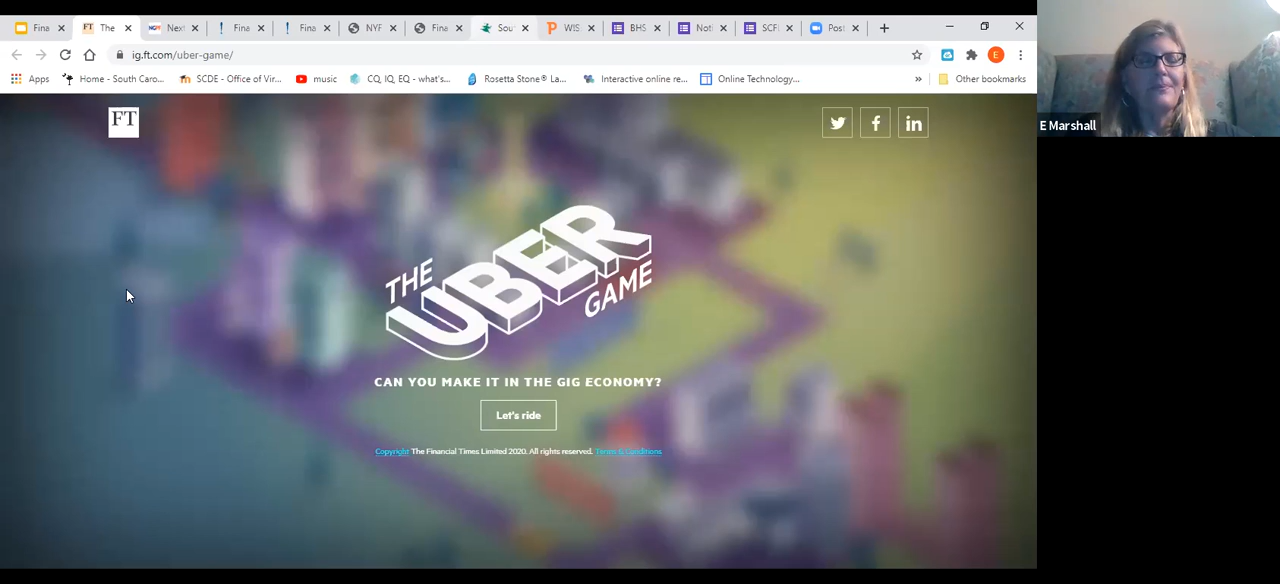 Fina
The
Next
Fina
Fina
NYF
Fina
Sou
WIS
BHS
Noti
SCF
Post
ig.ft.com/uber-game/
E
Apps
Home - South Caro...
SCDE - Office of Vir...
music
CQ, IQ, EQ - what's...
Rosetta Stone® La...
Interactive online re...
Online Technology...
»
Other bookmarks
E Marshall
FT
THE
UBER
GAME
CAN YOU MAKE IT IN THE GIG ECONOMY?
Let's ride
Copyright The Financial Times Limited 2020. All rights reserved. Terms & Conditions